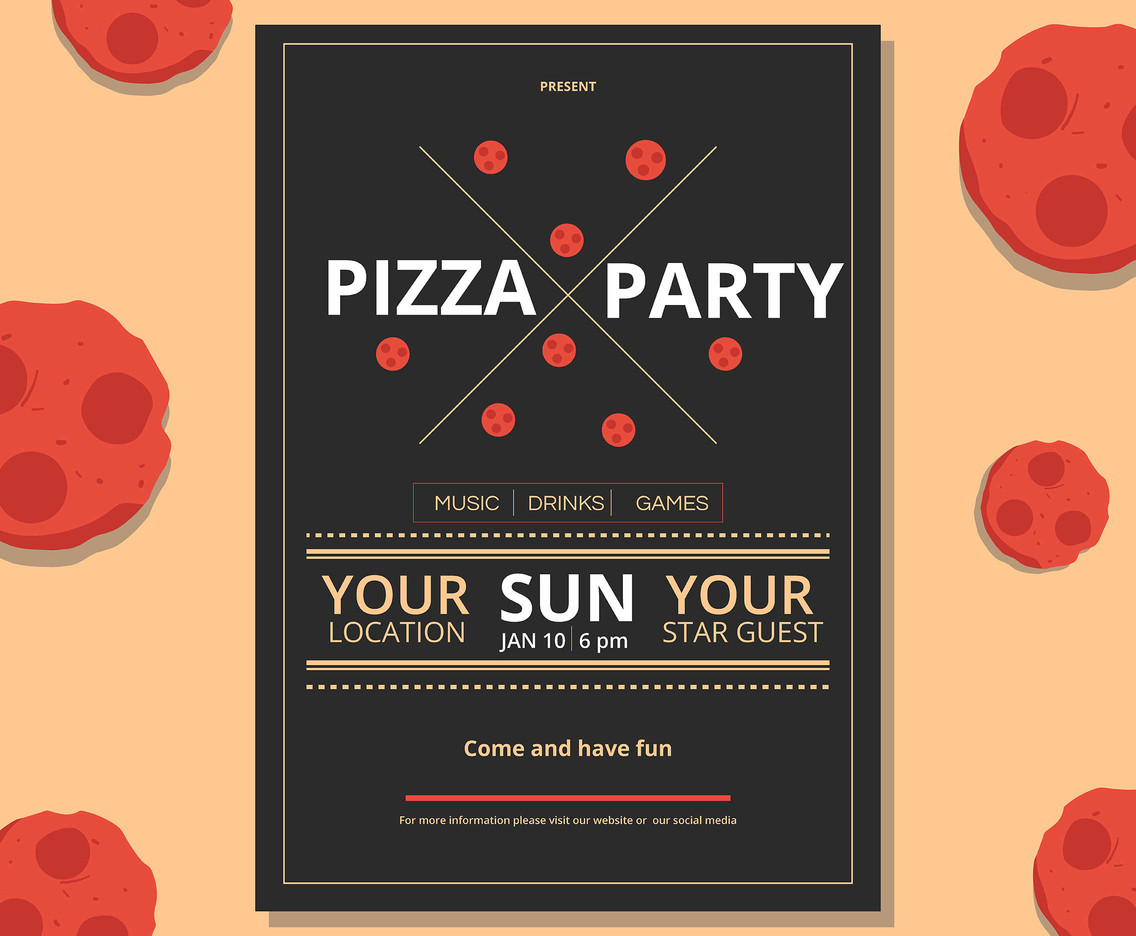 PRESENT
PIZZA PARTY
MUSIC | DRINKS | GAMES
YOUR SUN YOUR
LOCATION JAN 10 | 6 pm STAR GUEST
Come and have fun
For more information please visit our website or our social media